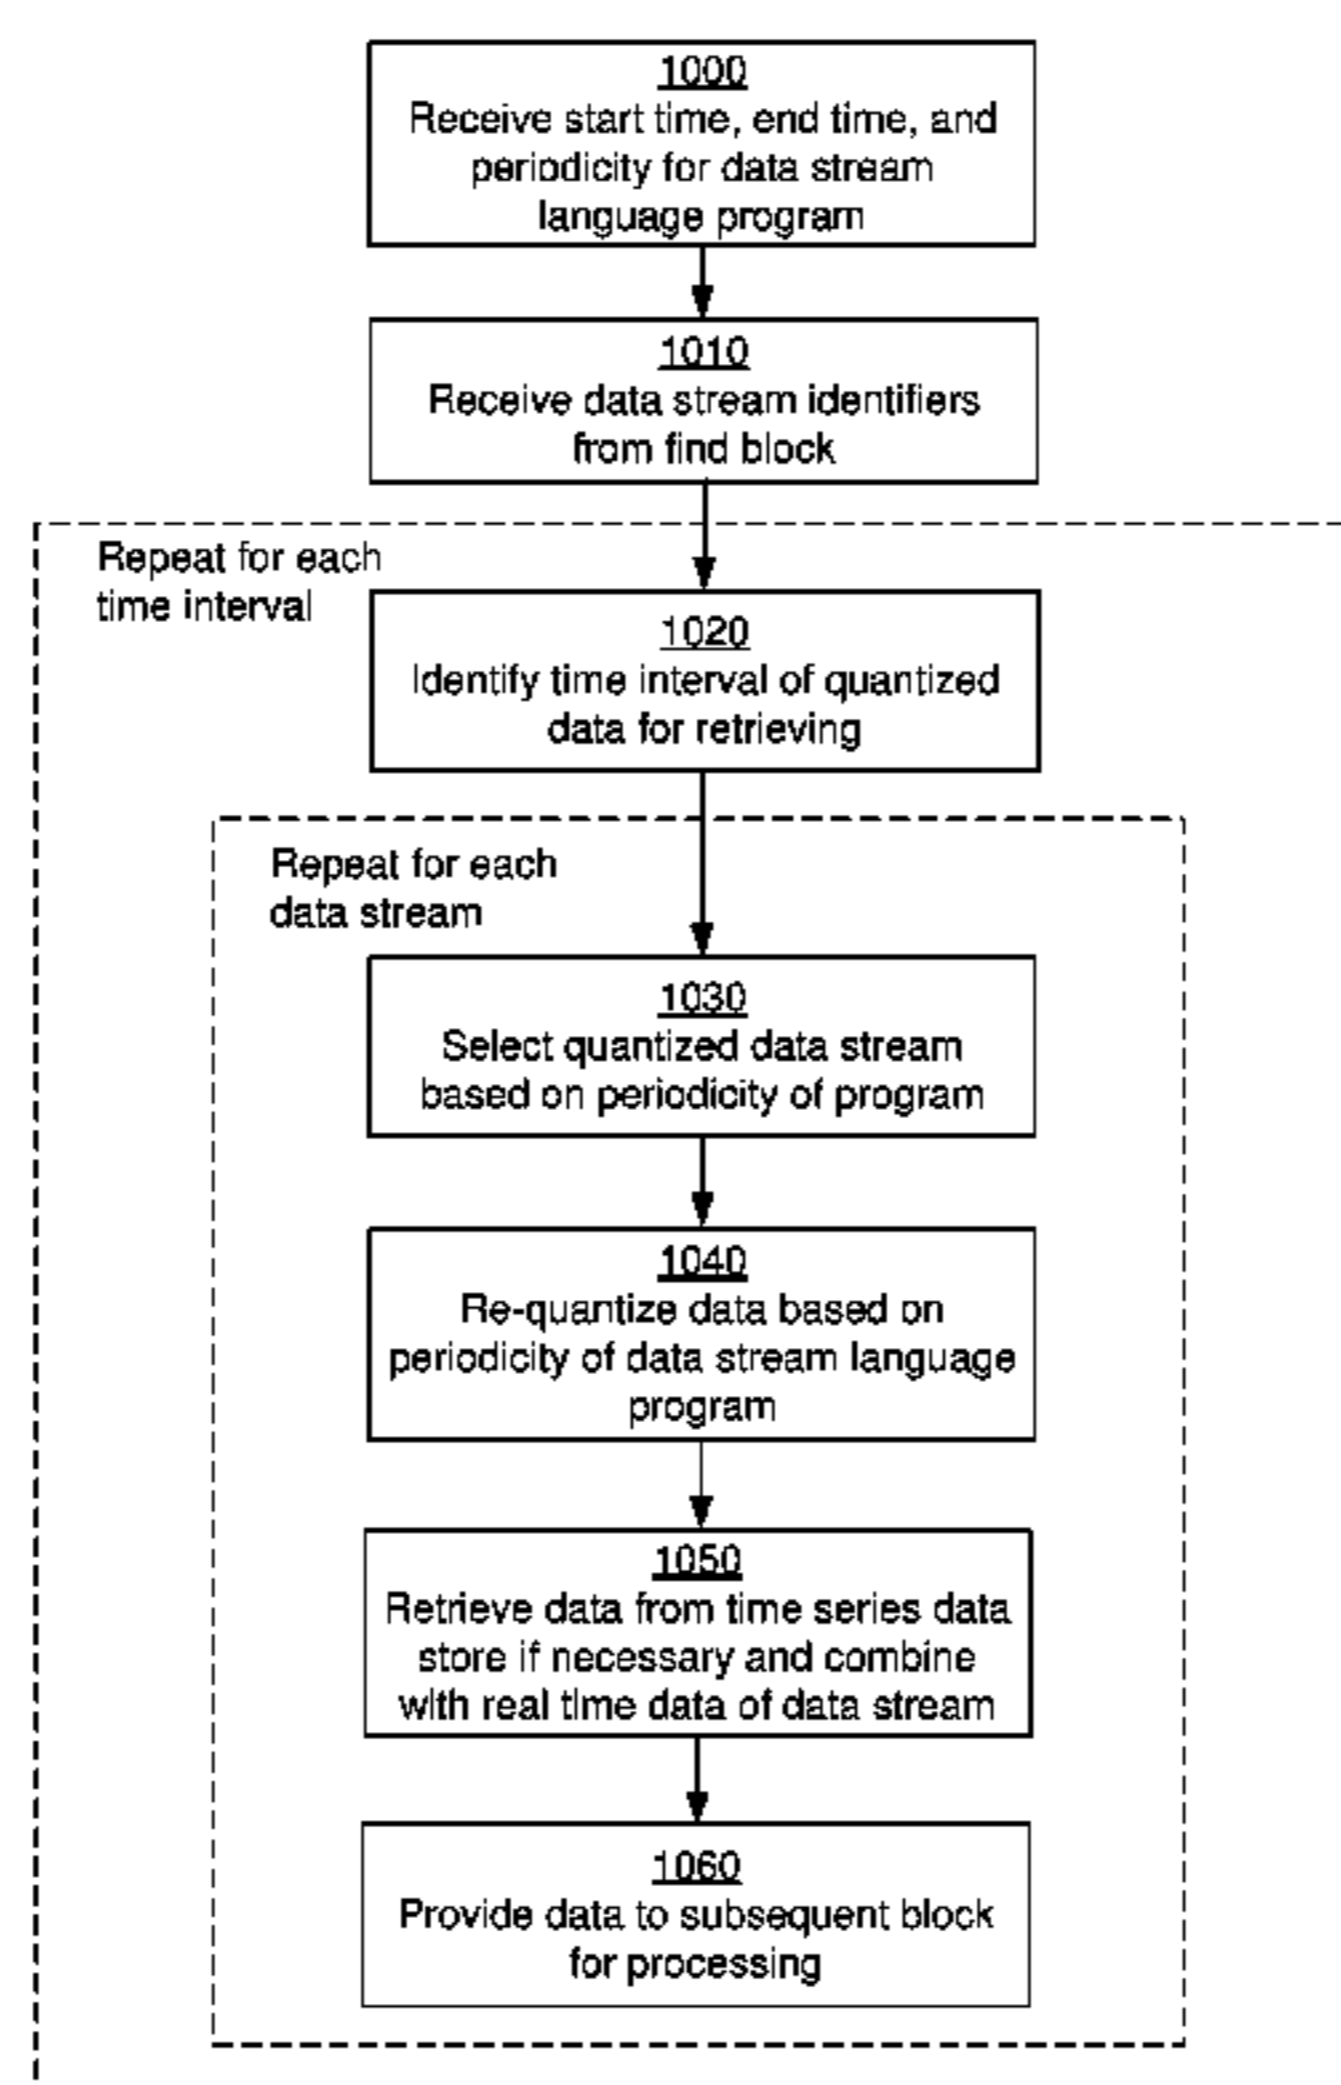 1000
Receive start time, end time, and
periodicity for data stream
language program
1010
Receive data stream identifiers
from find block
Repeat for each
time interval
1020
Identify time interval of quantized
data for retrieving
Repeat for each
data stream
1030
Select quantized data stream
based on periodicity of program
1040
Re-quantize data based on
periodicity of data stream language
program
1050
Retrieve data from time series data
store if necessary and combine
with real time data of data stream
1060
Provide data to subsequent block
for processing